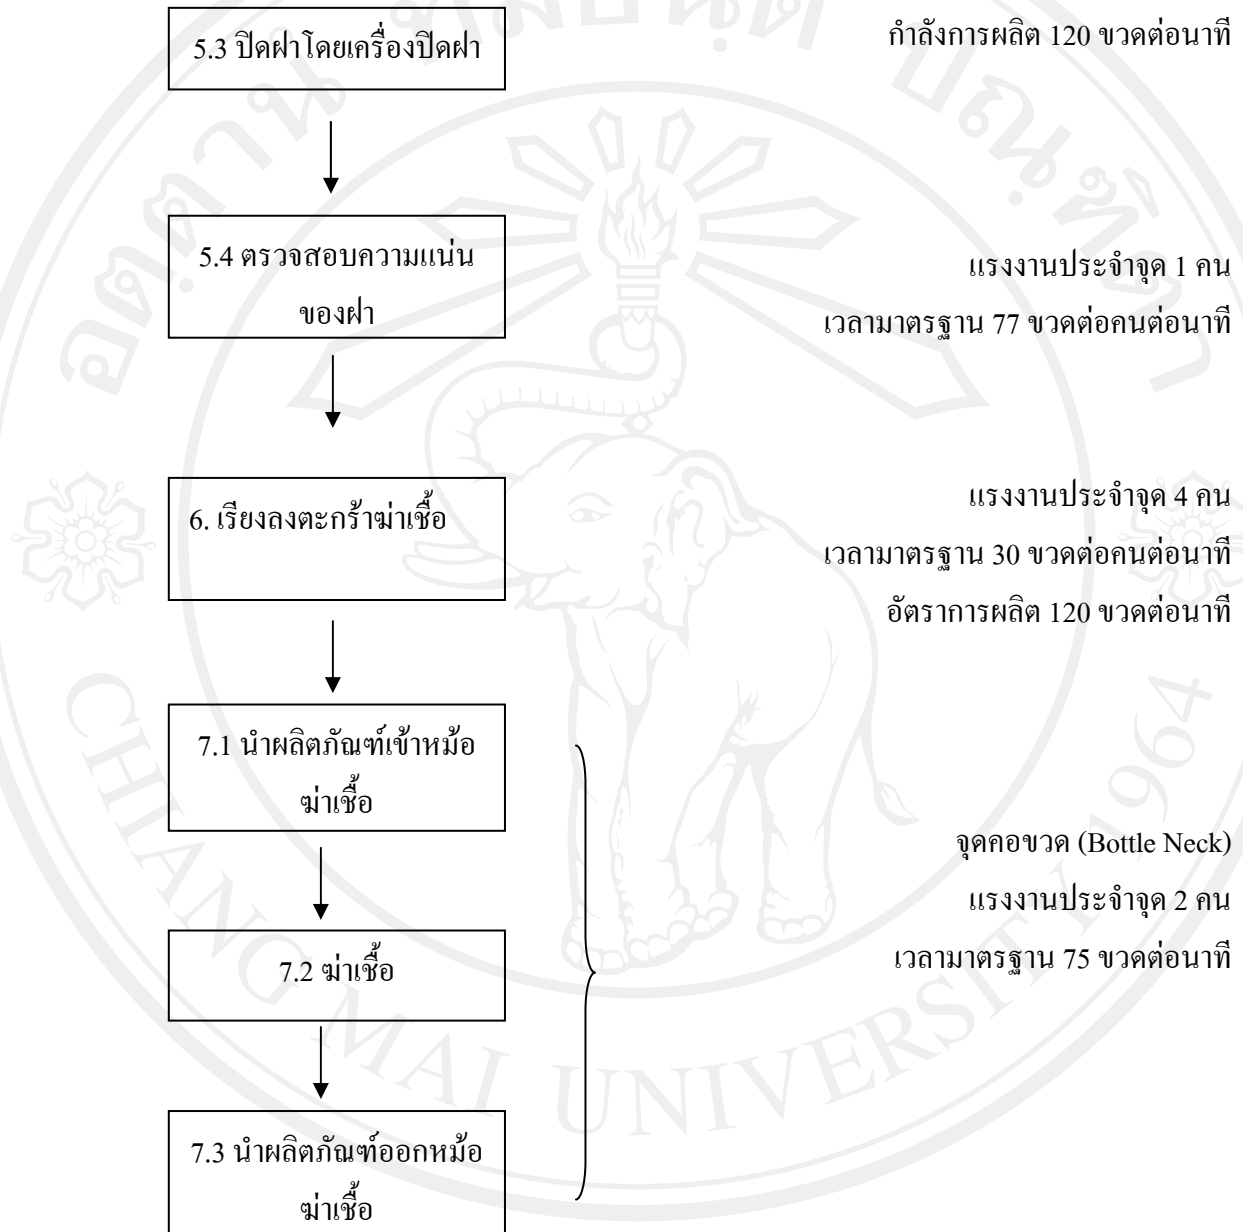 5.3 ปิดฝาโดยเครื่องปิดฝา
กำลังการผลิต 120 ขวดต่อนาที
5.4 ตรวจสอบความแน่น
ของฝา
แรงงานประจำจุด 1 คน
เวลามาตรฐาน 77 ขวดต่อคนต่อนาที
6. เรียงลงตะกร้าฆ่าเชื้อ
แรงงานประจำจุด 4 คน
เวลามาตรฐาน 30 ขวดต่อคนต่อนาที
อัตราการผลิต 120 ขวดต่อนาที
7.1 นำผลิตภัณฑ์เข้าหม้อ
ฆ่าเชื้อ
7.2 ฆ่าเชื้อ
จุดคอขวด (Bottle Neck)
แรงงานประจำจุด 2 คน
เวลามาตรฐาน 75 ขวดต่อนาที
7.3 นำผลิตภัณฑ์ออกหม้อ
ฆ่าเชื้อ
CHIANG MAI UNIVERSITY 1964